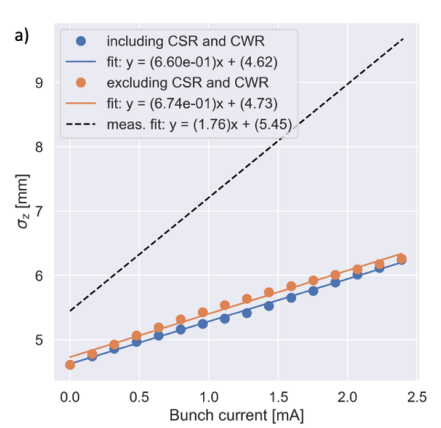 a)
including CSR and CWR
fit: y = (6.60e-01)x + (4.62)
excluding CSR and CWR
fit: y = (6.74e-01)x + (4.73)
meas. fit: y = (1.76)x + (5.45)
9
8
7
6
5
σz [mm]
0.0 0.5 1.0 1.5 2.0 2.5
Bunch current [mA]